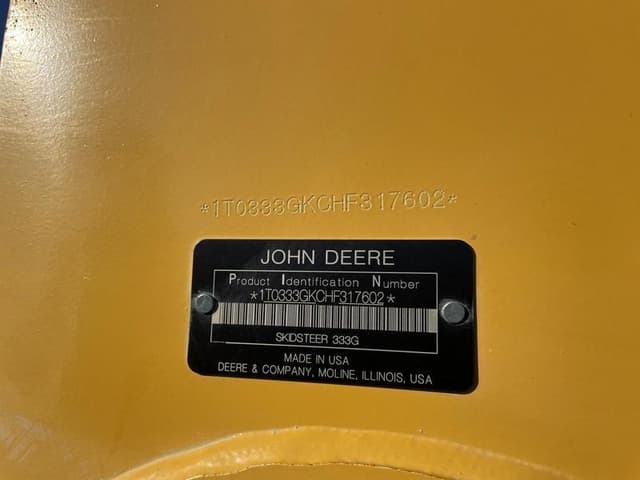 *1T0333GKCHF317602*
JOHN DEERE
Product Identification Number
*1T0333GKCHF317602*
SKIDSTEER 333G
MADE IN USA
DEERE & COMPANY, MOLINE, ILLINOIS, USA